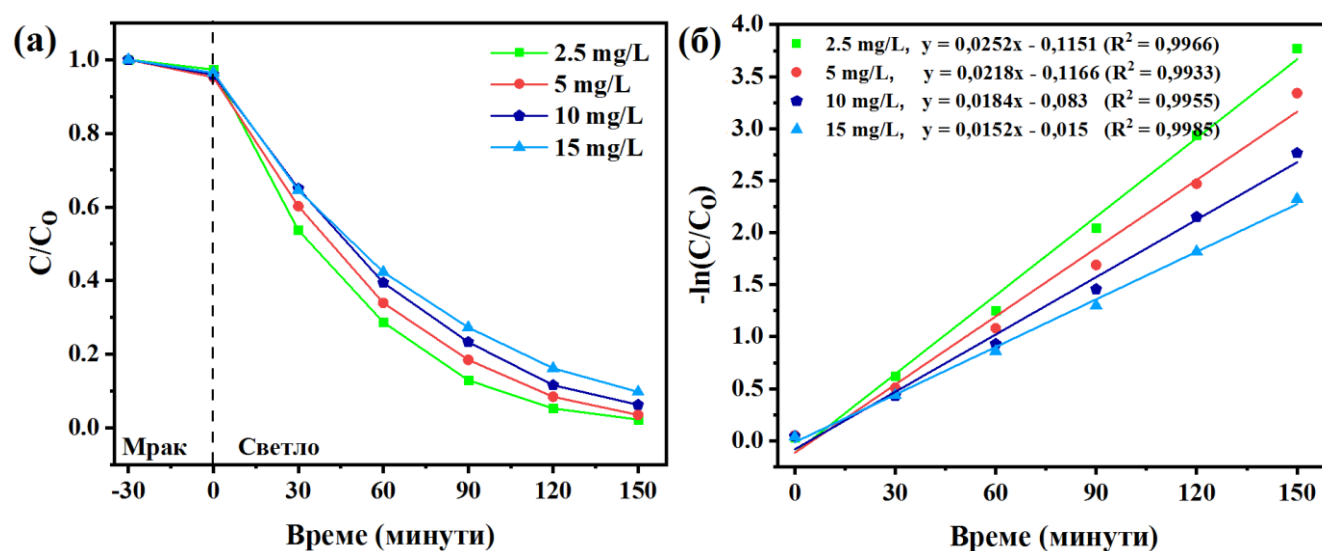 (а)
C/C₀
1.0
0.8
0.6
0.4
0.2
0.0
2.5 mg/L
5 mg/L
10 mg/L
15 mg/L
Мрак
Светло
-30 0 30 60 90 120 150
Време (минути)
(б)
-ln(C/C₀)
4.0
3.5
3.0
2.5
2.0
1.5
1.0
0.5
0.0
2.5 mg/L, y = 0,0252x - 0,1151 (R² = 0,9966)
5 mg/L, y = 0,0218x - 0,1166 (R² = 0,9933)
10 mg/L, y = 0,0184x - 0,083 (R² = 0,9955)
15 mg/L, y = 0,0152x - 0,015 (R² = 0,9985)
0 30 60 90 120 150
Време (минути)